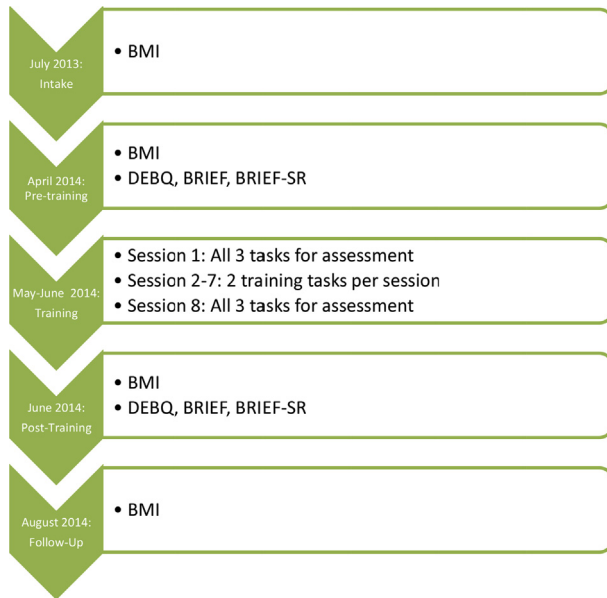 July 2013:
Intake
• BMI
April 2014:
Pre-training
• BMI
• DEBQ, BRIEF, BRIEF-SR
May-June 2014:
Training
• Session 1: All 3 tasks for assessment
• Session 2-7: 2 training tasks per session
• Session 8: All 3 tasks for assessment
June 2014:
Post-Training
• BMI
• DEBQ, BRIEF, BRIEF-SR
August 2014:
Follow-Up
• BMI